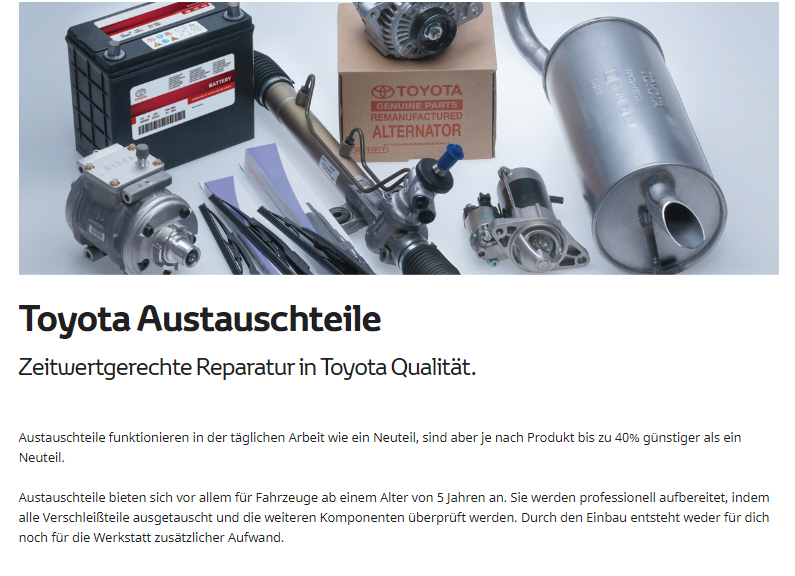 TOYOTA
GENUINE PARTS
REMANUFACTURED
ALTERNATOR
BATTERY
TOYOTA
Toyota Austauschteile
Zeitwertgerechte Reparatur in Toyota Qualität.
Austauschteile funktionieren in der täglichen Arbeit wie ein Neuteil, sind aber je nach Produkt bis zu 40% günstiger als ein
Neuteil.
Austauschteile bieten sich vor allem für Fahrzeuge ab einem Alter von 5 Jahren an. Sie werden professionell aufbereitet, indem
alle Verschleißteile ausgetauscht und die weiteren Komponenten überprüft werden. Durch den Einbau entsteht weder für dich
noch für die Werkstatt zusätzlicher Aufwand.